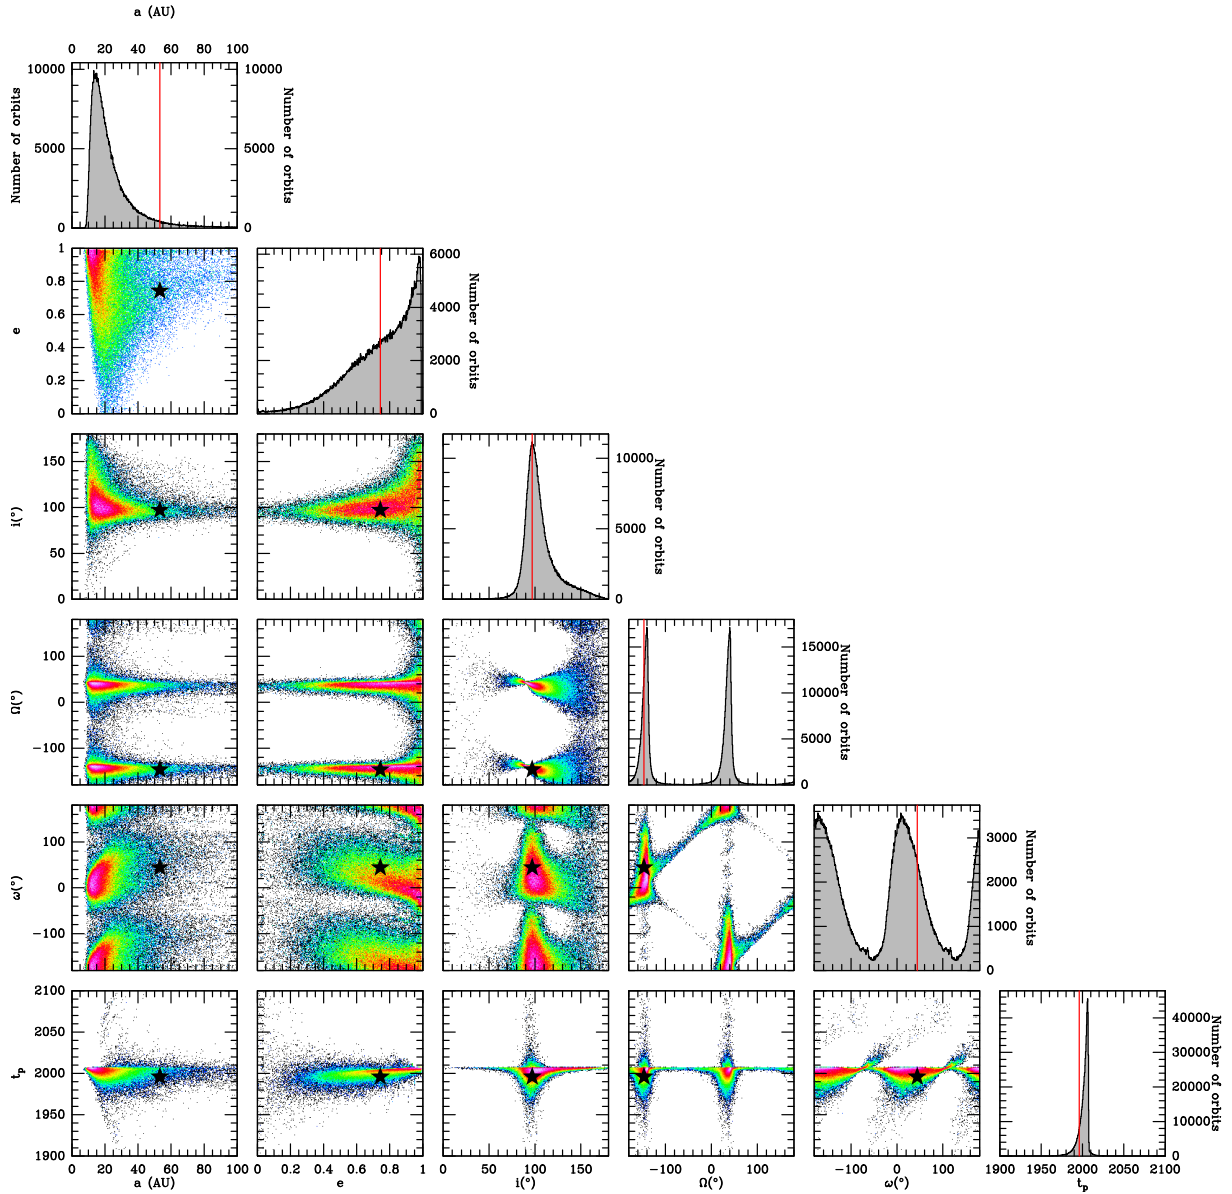 a (AU)
0 20 40 60 80 100
10000
5000
0
Number of orbits
10000
5000
0
Number of orbits
1
0.8
0.6
0.4
0.2
0
e
6000
4000
2000
0
Number of orbits
150
100
50
0
i(°)
10000
5000
0
Number of orbits
100
0
−100
Ω(°)
15000
10000
5000
0
Number of orbits
100
0
−100
ω(°)
3000
2000
1000
0
Number of orbits
2100
2050
2000
1950
1900
tp
40000
30000
20000
10000
0
Number of orbits
0 20 40 60 80 100
0 0.2 0.4 0.6 0.8 1
0 50 100 150
−100 0 100
−100 0 100
1900 1950 2000 2050 2100
a (AU)
e
i(°)
Ω(°)
ω(°)
tp